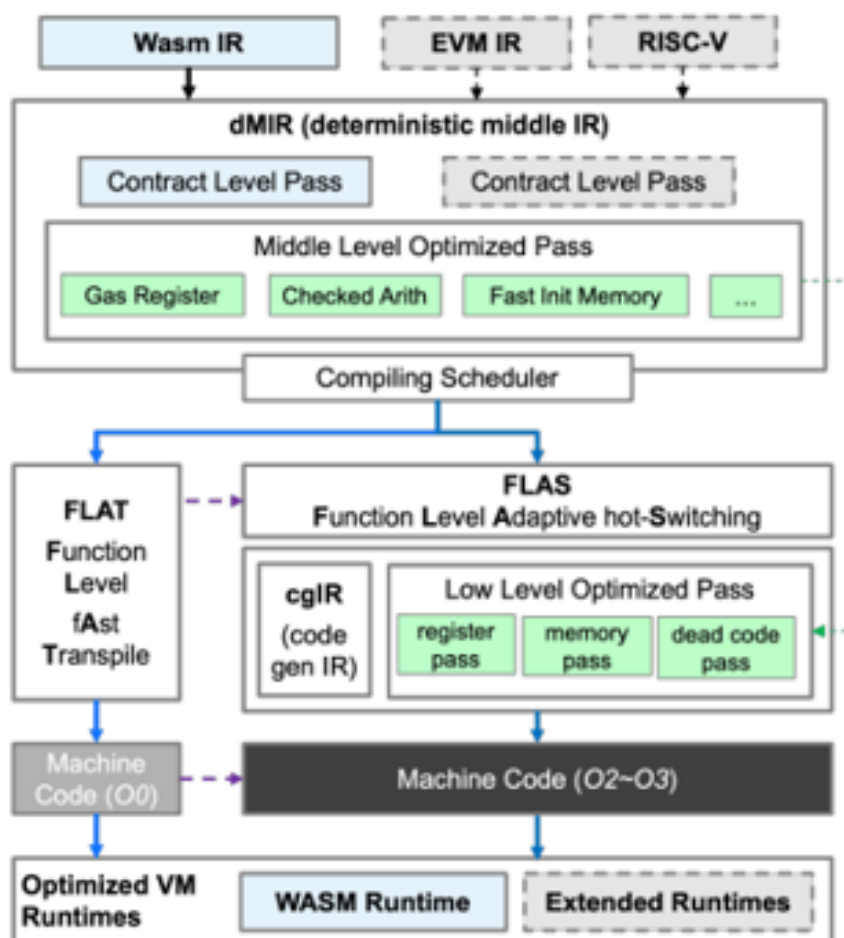 Wasm IR
EVM IR
RISC-V
dMIR (deterministic middle IR)
Contract Level Pass
Contract Level Pass
Middle Level Optimized Pass
Gas Register
Checked Arith
Fast Init Memory
...
Compiling Scheduler
FLAT
Function
Level
fAst
Transpile
FLAS
Function Level Adaptive hot-Switching
cgIR
(code
gen IR)
Low Level Optimized Pass
register
pass
memory
pass
dead code
pass
Machine
Code (O0)
Machine Code (O2~O3)
Optimized VM
Runtimes
WASM Runtime
Extended Runtimes